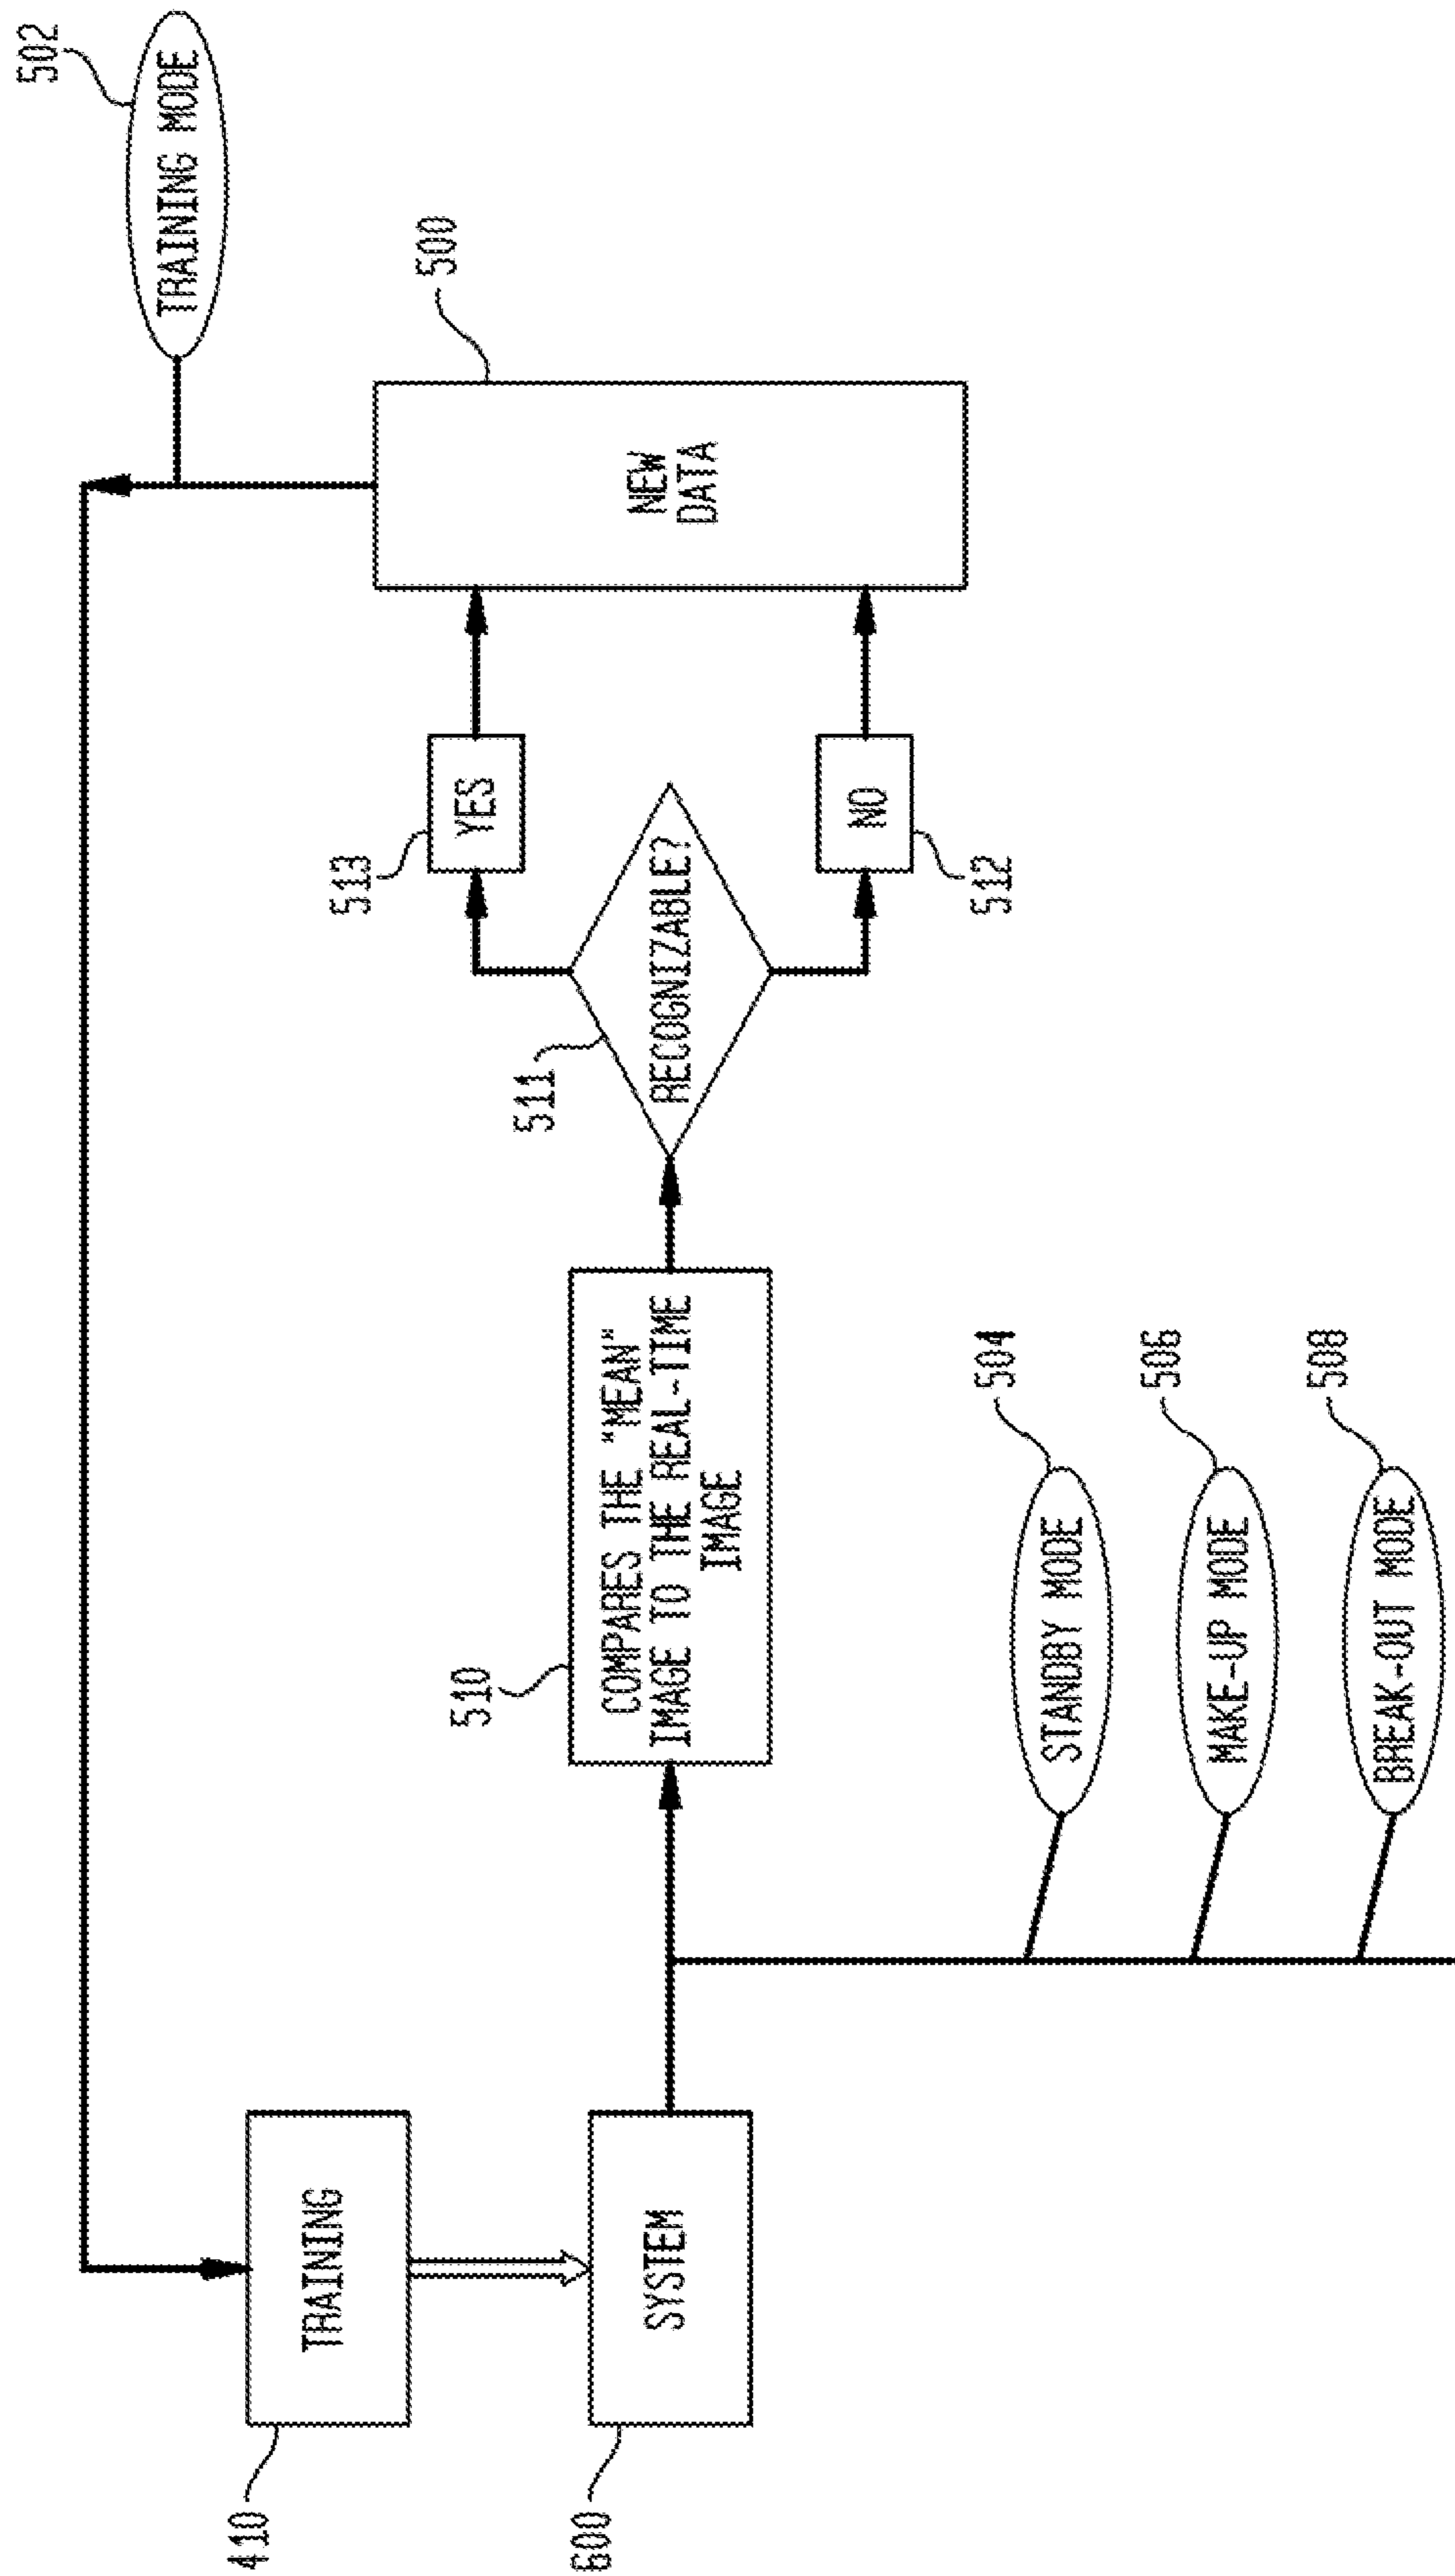 502
TRAINING MODE
410
TRAINING
500
NEW
DATA
513
YES
510
COMPARES THE "MEAN"
IMAGE TO THE REAL-TIME
IMAGE
511
RECOGNIZABLE?
600
SYSTEM
NO
512
STANDBY MODE
504
MAKE-UP MODE
506
BREAK-OUT MODE
508